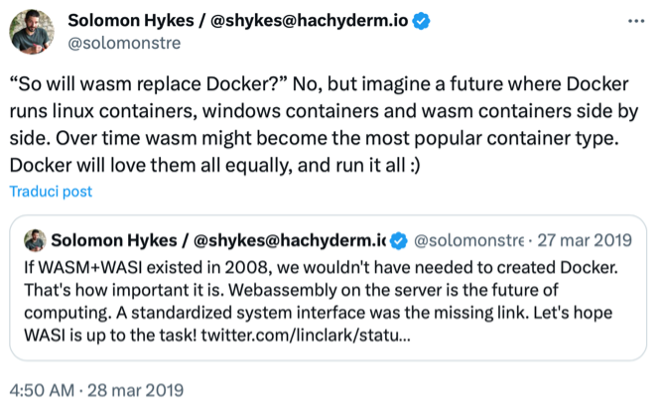 Solomon Hykes / @shykes@hachyderm.io
@solomonstre
“So will wasm replace Docker?” No, but imagine a future where Docker
runs linux containers, windows containers and wasm containers side by
side. Over time wasm might become the most popular container type.
Docker will love them all equally, and run it all :)
Traduci post
Solomon Hykes / @shykes@hachyderm.ic @solomonstre · 27 mar 2019
If WASM+WASI existed in 2008, we wouldn't have needed to created Docker.
That's how important it is. Webassembly on the server is the future of
computing. A standardized system interface was the missing link. Let's hope
WASI is up to the task! twitter.com/linclark/statu...
4:50 AM · 28 mar 2019